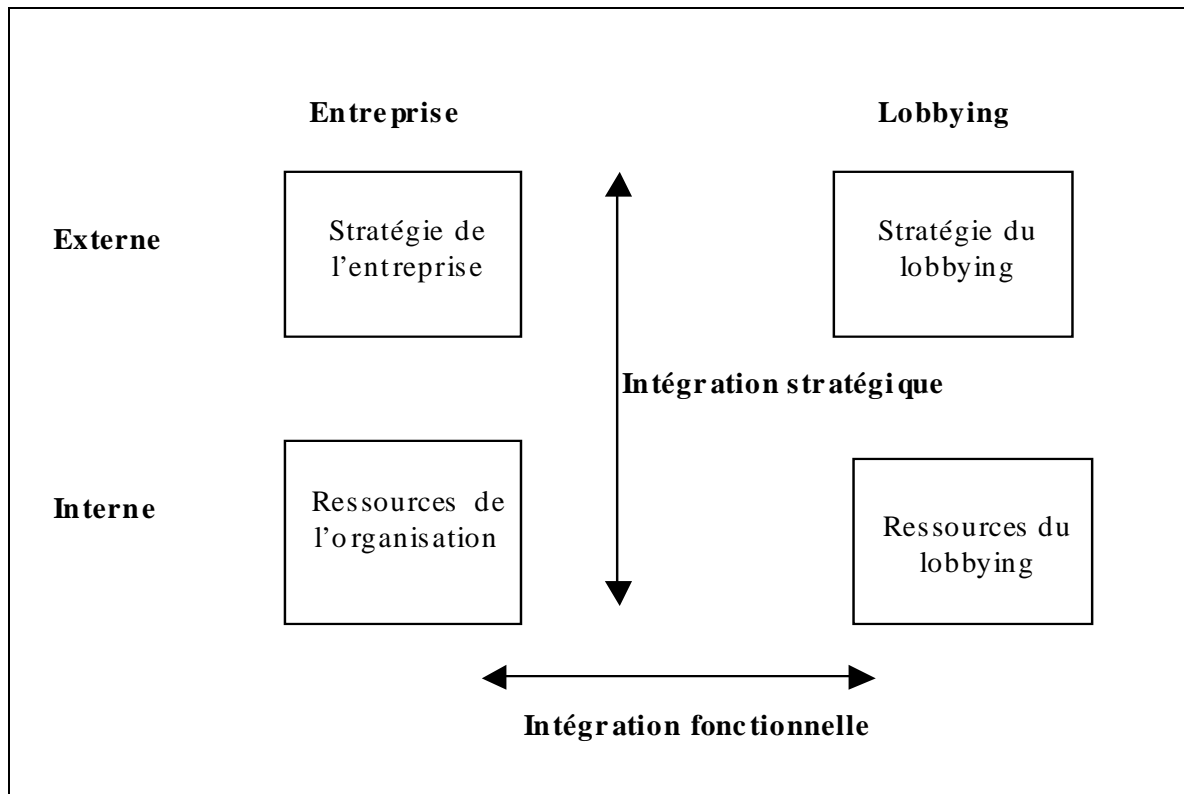 Entreprise
Lobbying
Externe
Stratégie de
l’entreprise
Stratégie du
lobbying
Intégration stratégique
Interne
Ressources de
l’organisation
Ressources du
lobbying
Intégration fonctionnelle